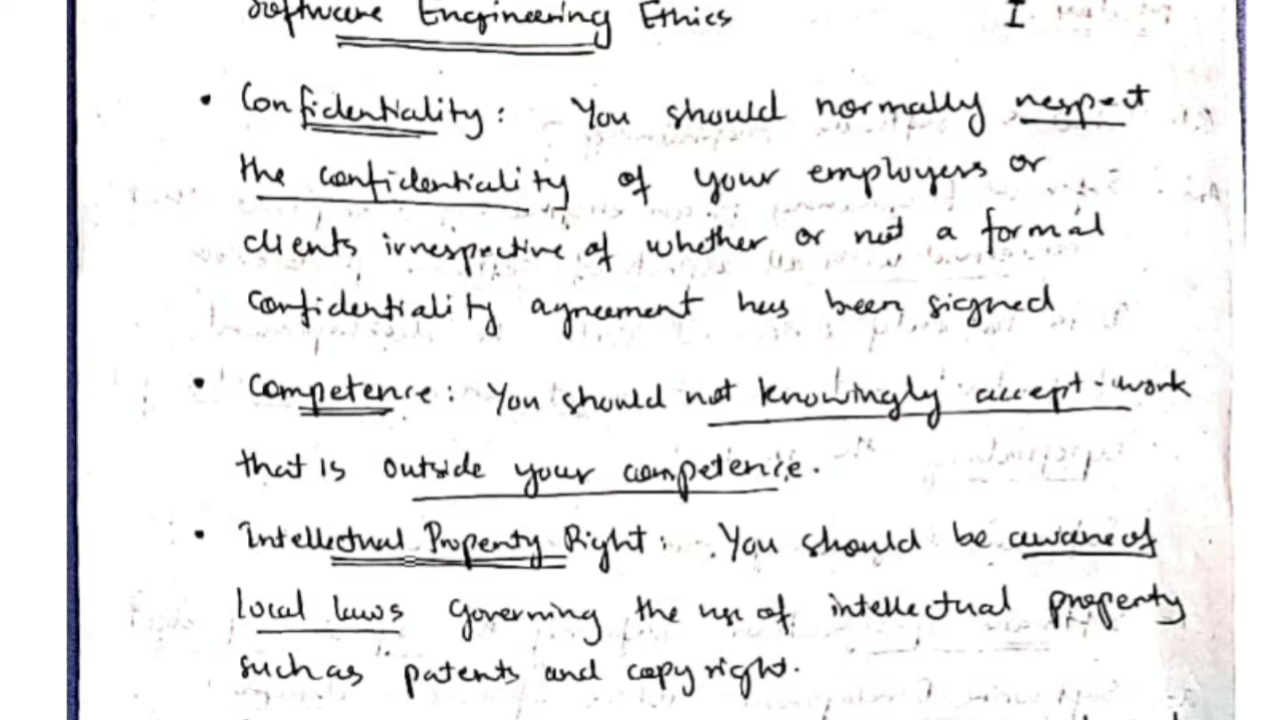 Software Engineering Ethics I
• Confidentiality: You should normally respect
the confidentiality of your employers or
clients irrespective of whether or not a formal
confidentiality agreement has been signed
• Competence: You should not knowingly accept work
that is outside your competence.
• Intellectual Property Right: You should be aware of
local laws governing the use of intellectual property
such as patents and copyright.